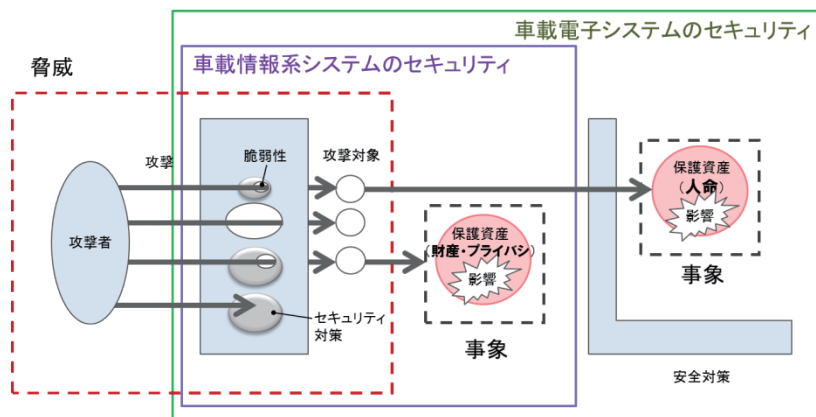 車載電子システムのセキュリティ
車載情報系システムのセキュリティ
脅威
攻撃
脆弱性
攻撃対象
攻撃者
保護資産
(財産・プライバシ)
影響
事象
保護資産
(人命)
影響
事象
セキュリティ
対策
安全対策